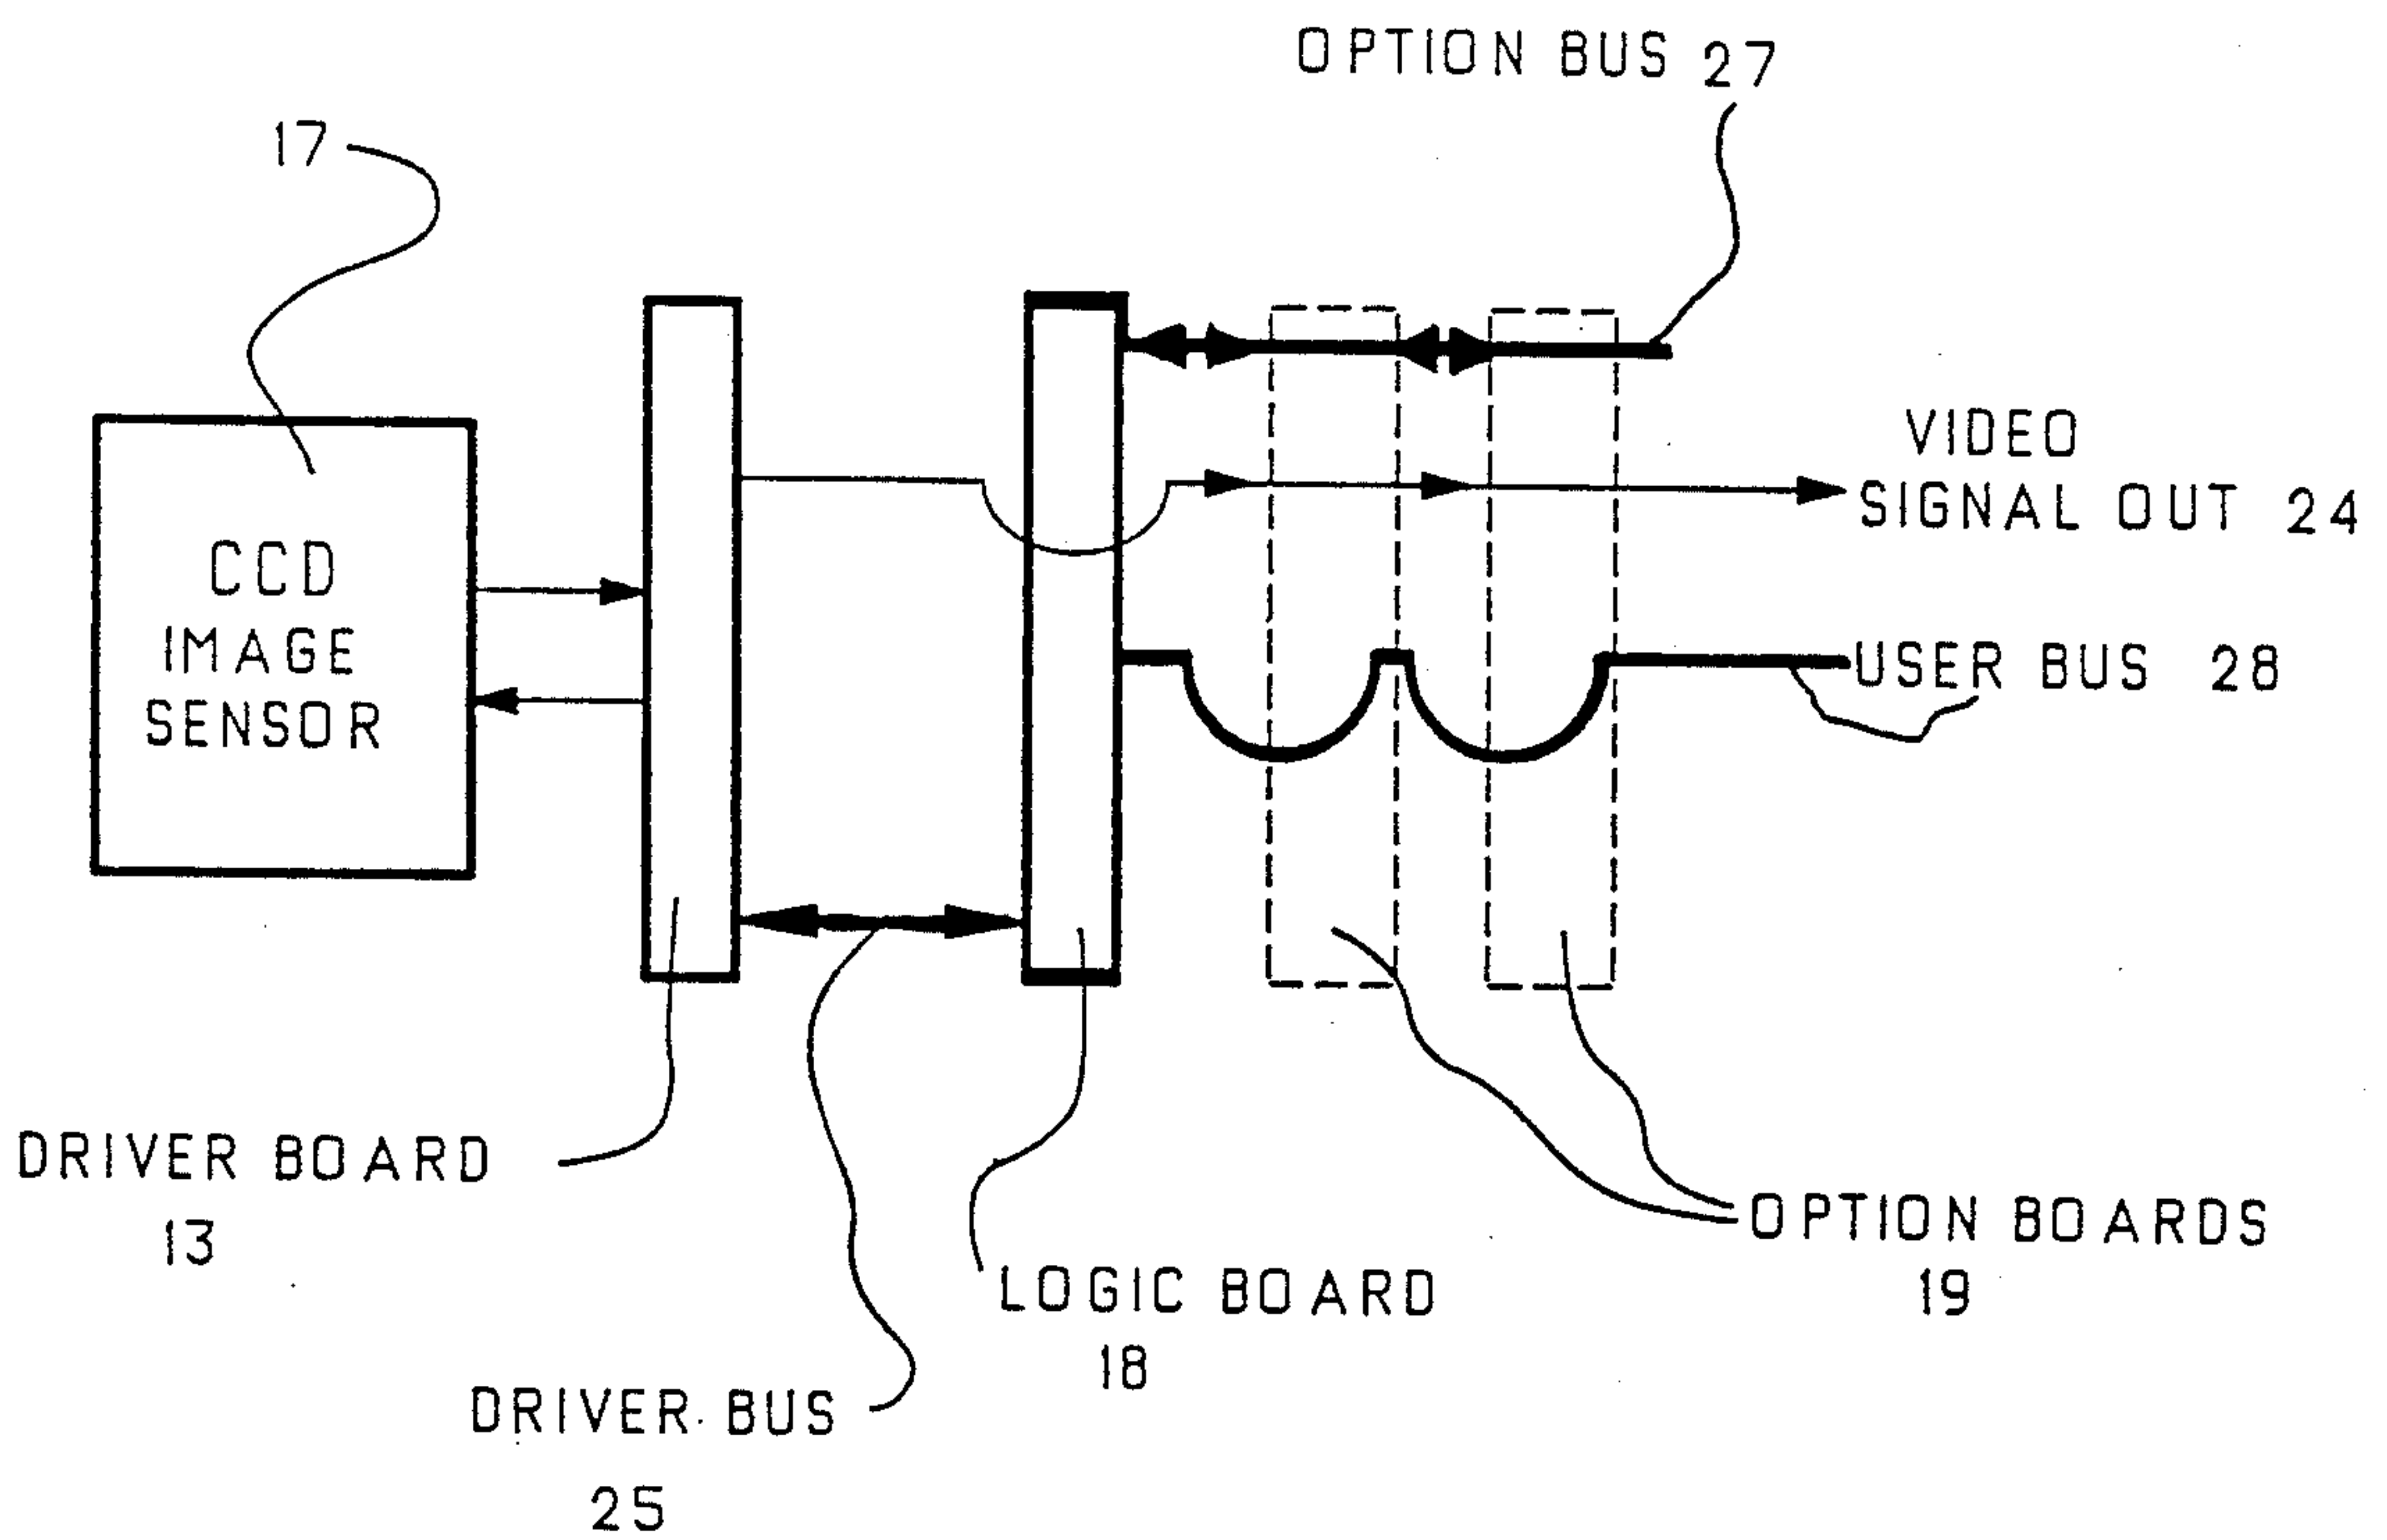 OPTION BUS 27
17
VIDEO
SIGNAL OUT 24
CCD
IMAGE
SENSOR
USER BUS 28
DRIVER BOARD
13
OPTION BOARDS
19
LOGIC BOARD
18
DRIVER BUS
25